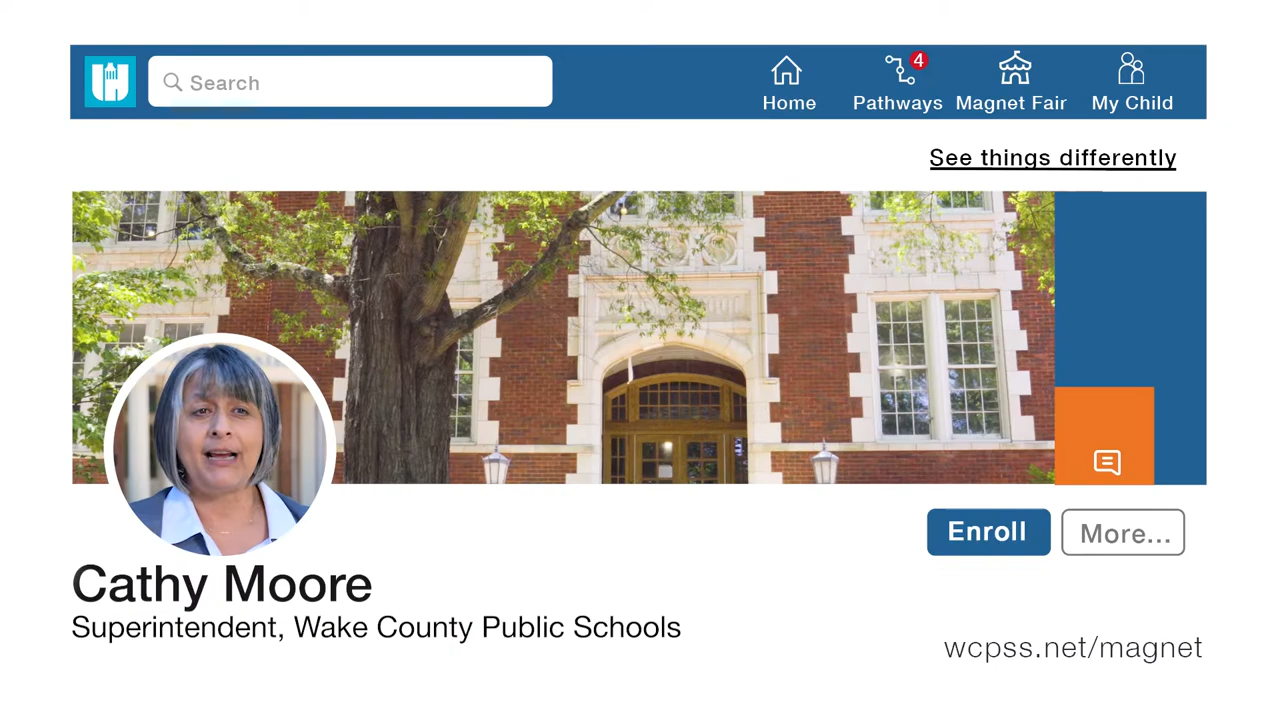 Search
Home
Pathways
4
Magnet Fair
My Child
See things differently
Enroll
More...
Cathy Moore
Superintendent, Wake County Public Schools
wcpss.net/magnet